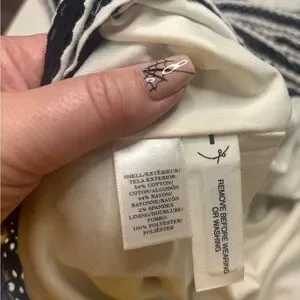 SHELL/EXTÉRIEUR/
TELA EXTERIOR
54% COTTON/
COTON/ALGODÓN
44% RAYON/
RAYONNE/RAYÓN
2% SPANDEX
LINING/DOUBLURE/
FORRO
100% POLYESTER/
POLIÉSTER
REMOVE BEFORE WEARING
OR WASHING